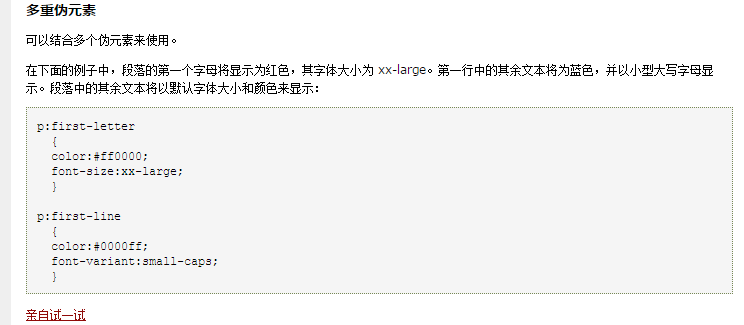 多重伪元素
可以结合多个伪元素来使用。
在下面的例子中，段落的第一个字母将显示为红色，其字体大小为 xx-large。第一行中的其余文本将为蓝色，并以小型大写字母显
示。段落中的其余文本将以默认字体大小和颜色来显示：
p:first-letter
{
color:#ff0000;
font-size:xx-large;
}
p:first-line
{
color:#0000ff;
font-variant:small-caps;
}
亲自试一试